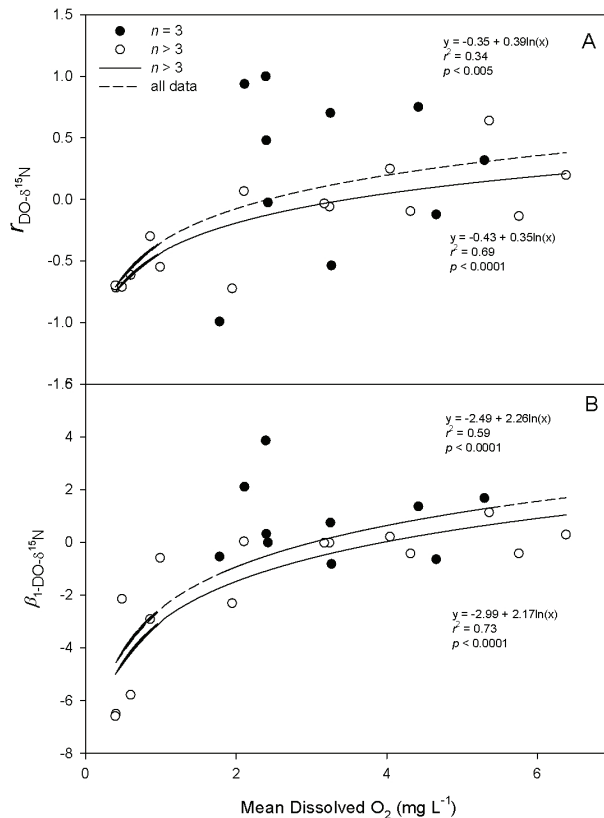 1.5
1.0
0.5
0.0
-0.5
-1.0
-1.6
r DO-δ15N
n = 3
n > 3
n > 3
all data
A
y = -0.35 + 0.39ln(x)
r2 = 0.34
p < 0.005
y = -0.43 + 0.35ln(x)
r2 = 0.69
p < 0.0001
B
y = -2.49 + 2.26ln(x)
r2 = 0.59
p < 0.0001
y = -2.99 + 2.17ln(x)
r2 = 0.73
p < 0.0001
4
2
0
-2
-4
-6
-8
β1-DO-δ15N
0 2 4 6
Mean Dissolved O2 (mg L-1)